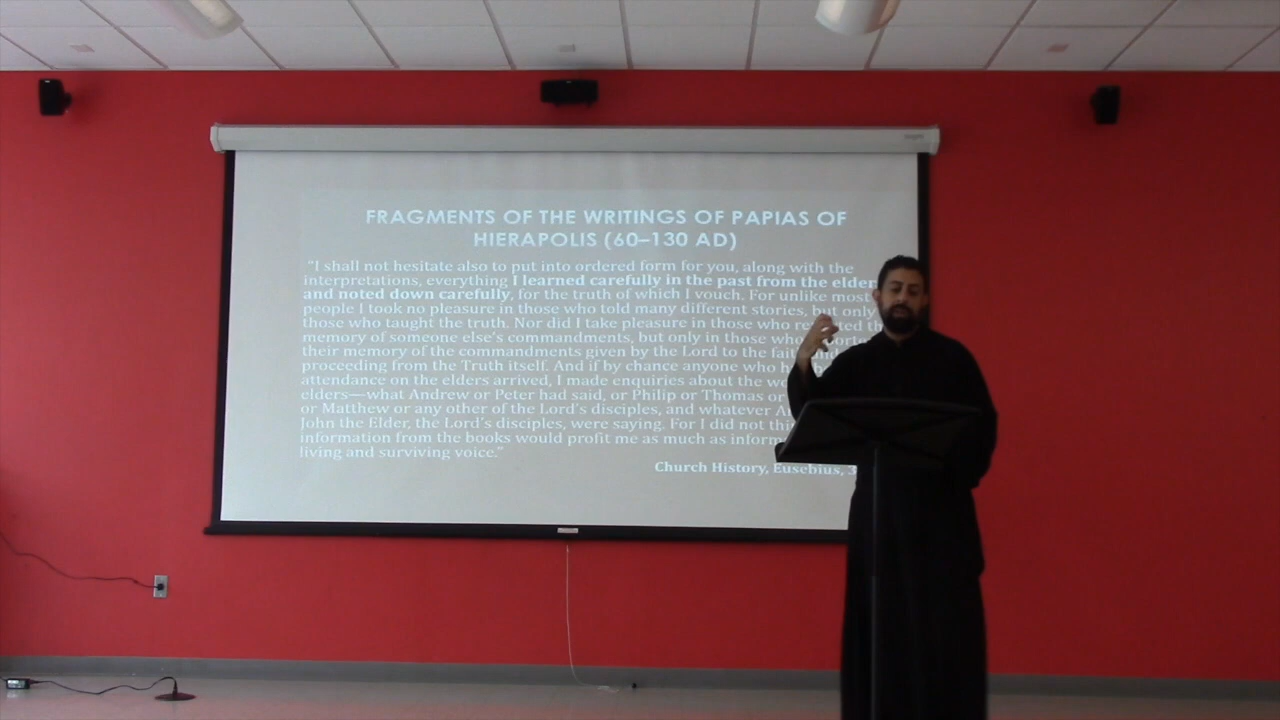 FRAGMENTS OF THE WRITINGS OF PAPIAS OF
HIERAPOLIS (60–130 AD)
"I shall not hesitate also to put into ordered form for you, along with the
interpretations, everything I learned carefully in the past from the elder
and noted down carefully, for the truth of which I vouch. For unlike most
people I took no pleasure in those who told many different stories, but only
those who taught the truth. Nor did I take pleasure in those who
memory of someone else's commandments, but only in those who
their memory of the commandments given by the Lord to the
proceeding from the Truth itself. And if by chance anyone who
attendance on the elders arrived, I made enquiries about the
elders—what Andrew or Peter had said, or Philip or Thomas or
or Matthew or any other of the Lord's disciples, and whatever
John the Elder, the Lord's disciples, were saying. For I did not
information from the books would profit me as much as
living and surviving voice."
Church History, Eusebius, 3